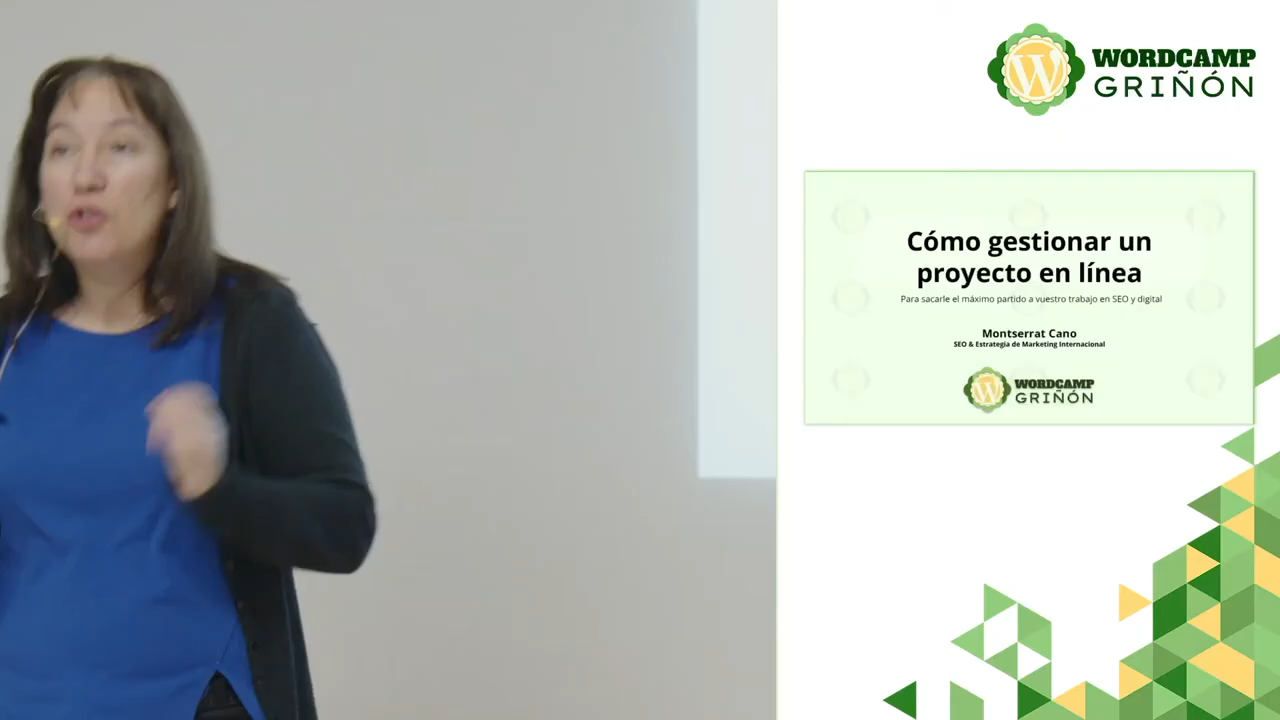 WORDCAMP
GRIÑÓN
Cómo gestionar un
proyecto en línea
Para sacarle el máximo partido a vuestro trabajo en SEO y digital
Montserrat Cano
SEO & Estrategia de Marketing Internacional
WORDCAMP
GRIÑÓN